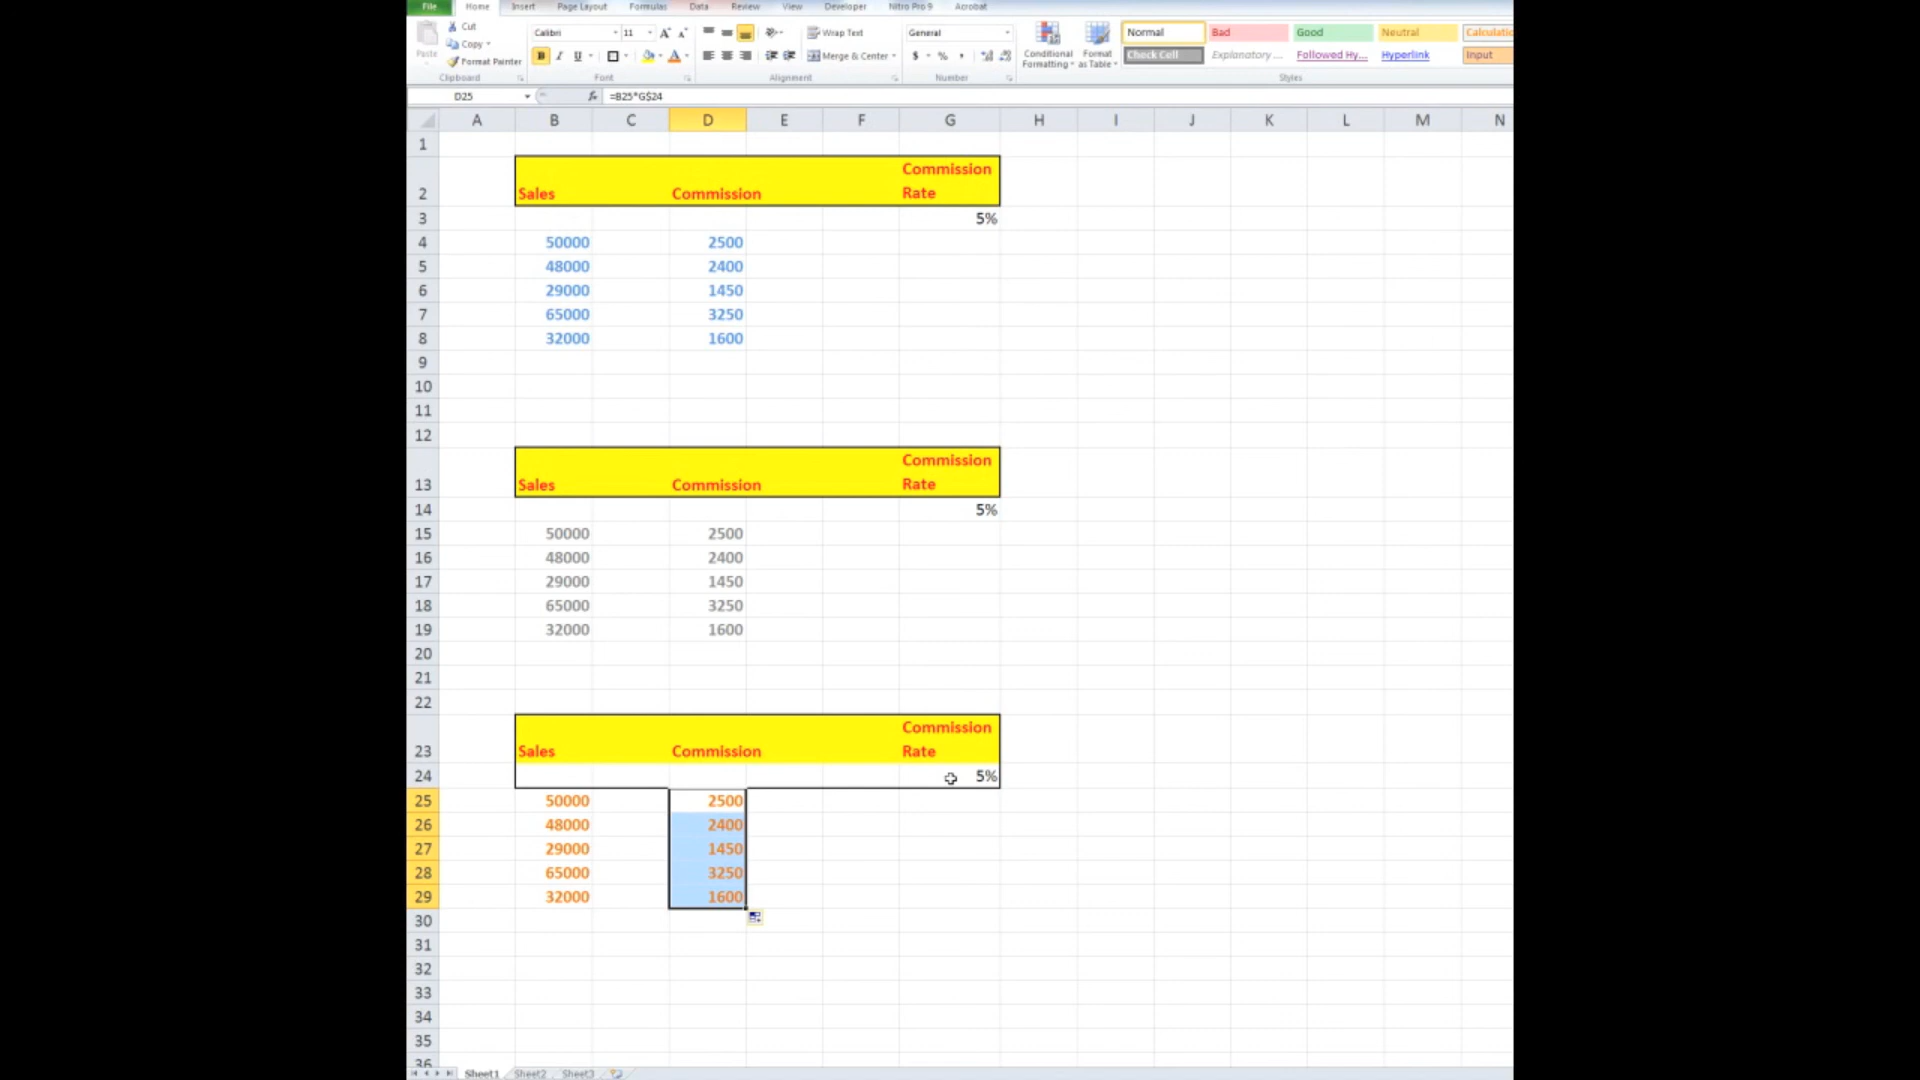 File Home Insert Page Layout Formulas Data Review View Developer Nitro Pro 9 Acrobat
Cut Calibri 11 A A Wrap Text General Normal Bad Good Neutral Calculatio
Copy
Format Painter B I U A Merge & Center $ % , Conditional Formatting Format as Table Check Cell Explanatory ... Followed Hy... Hyperlink Input
Clipboard Font Alignment Number Styles
D25 fx =B25*G$24
A B C D E F G H I J K L M N
1
2 Sales Commission Commission Rate
3 5%
4 50000 2500
5 48000 2400
6 29000 1450
7 65000 3250
8 32000 1600
9
10
11
12
13 Sales Commission Commission Rate
14 5%
15 50000 2500
16 48000 2400
17 29000 1450
18 65000 3250
19 32000 1600
20
21
22
23 Sales Commission Commission Rate
24 5%
25 50000 2500
26 48000 2400
27 29000 1450
28 65000 3250
29 32000 1600
30
31
32
33
34
35
36
Sheet1 Sheet2 Sheet3